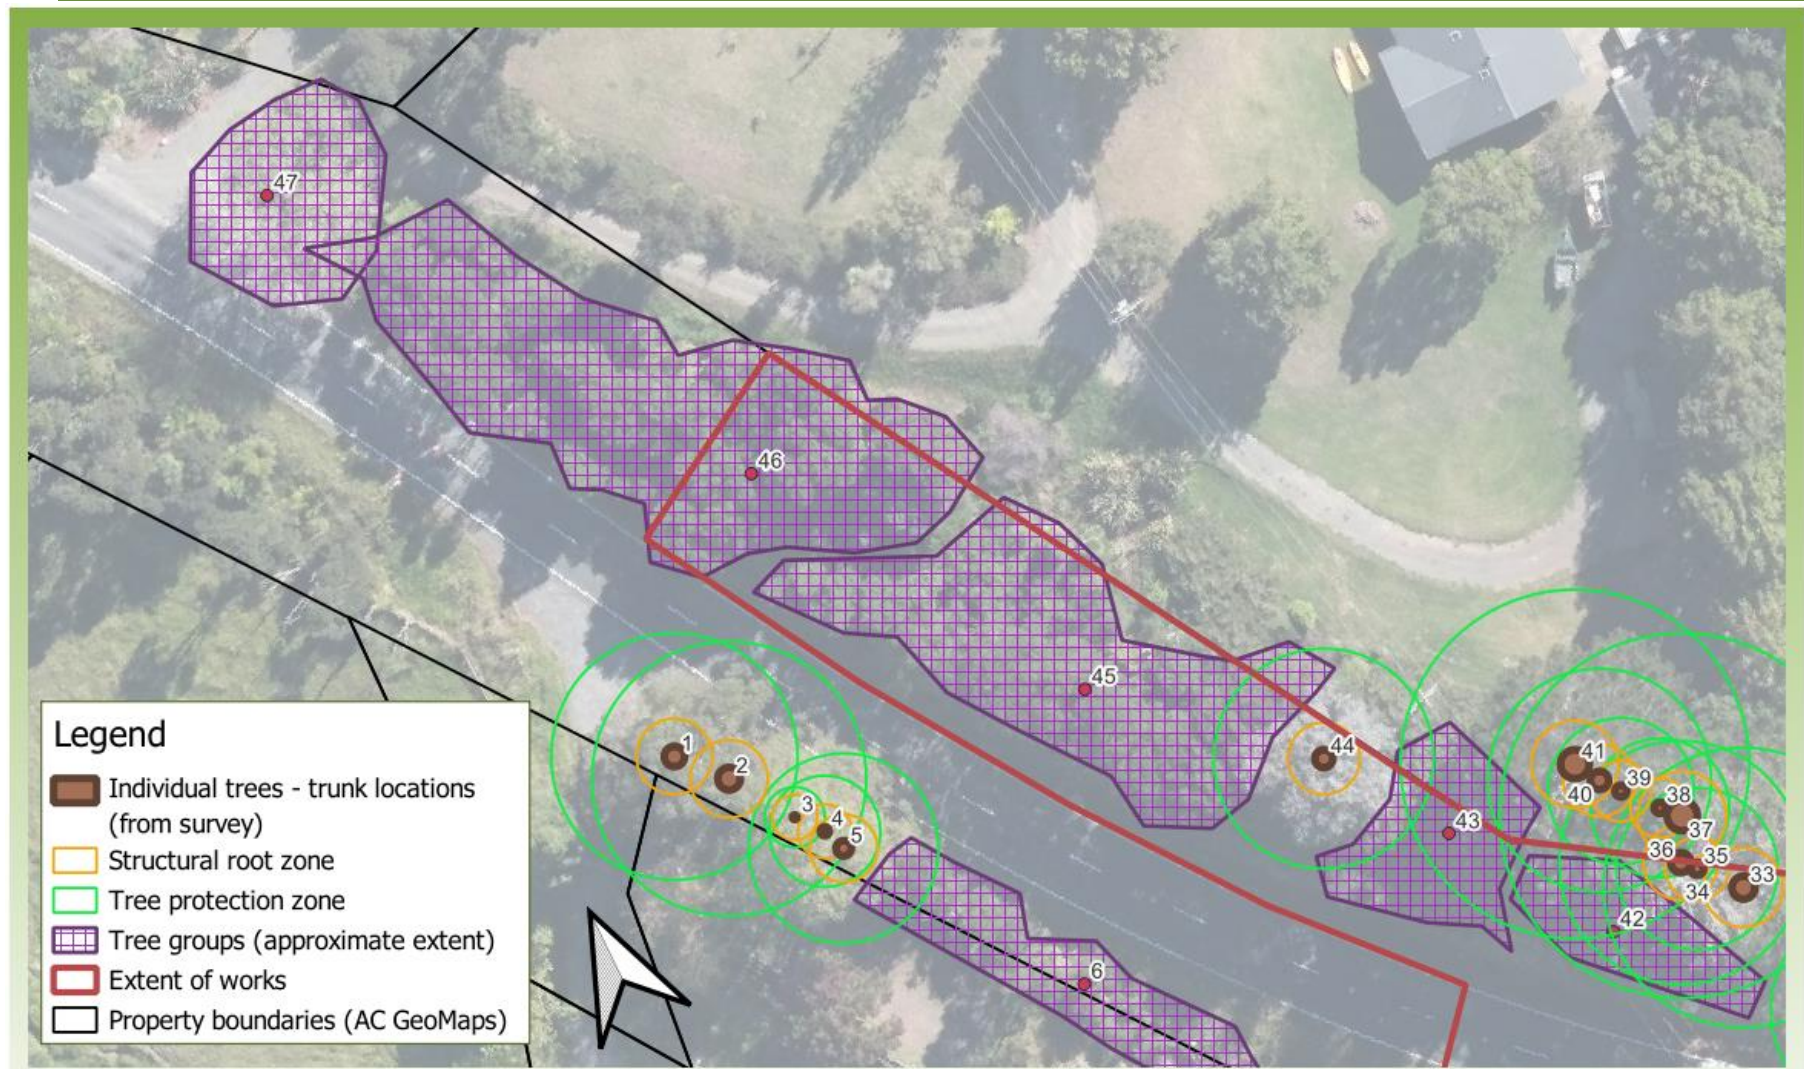 47
46
45
44
1
2
41
39
40
38
3
4
43
37
5
36
35
33
34
42
6
Legend
Individual trees - trunk locations
(from survey)
Structural root zone
Tree protection zone
Tree groups (approximate extent)
Extent of works
Property boundaries (AC GeoMaps)